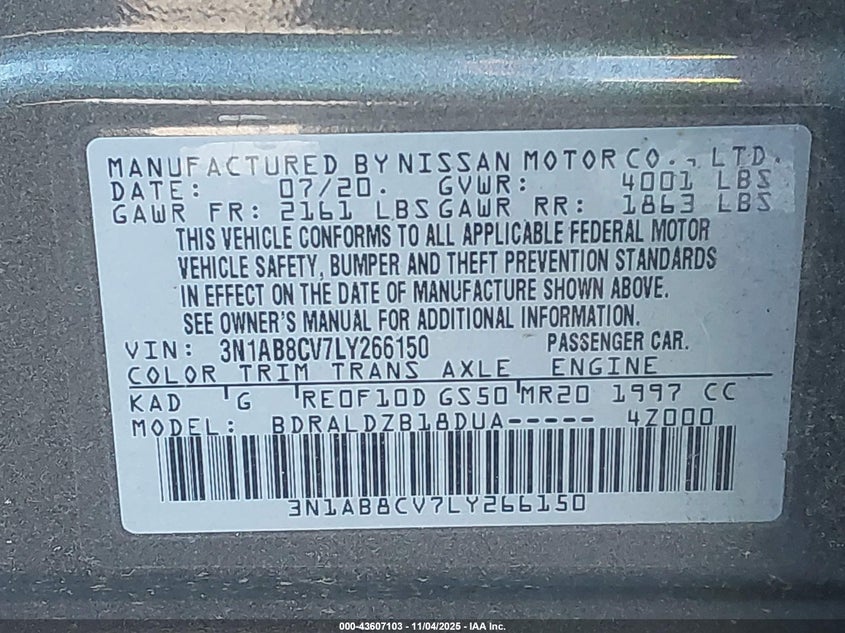 MANUFACTURED BY NISSAN MOTOR CO., LTD.
DATE: 07/20. GVWR: 4001 LBS
GAWR FR: 2161 LBS GAWR RR: 1863 LBS
THIS VEHICLE CONFORMS TO ALL APPLICABLE FEDERAL MOTOR
VEHICLE SAFETY, BUMPER AND THEFT PREVENTION STANDARDS
IN EFFECT ON THE DATE OF MANUFACTURE SHOWN ABOVE.
SEE OWNER'S MANUAL FOR ADDITIONAL INFORMATION.
VIN: 3N1AB8CV7LY266150 PASSENGER CAR.
COLOR TRIM TRANS AXLE ENGINE
KAD G RE0F10D GS50 MR20 1997 CC
MODEL: BDRALDZB18DUA----- 4Z000
3N1AB8CV7LY266150
000-43607103 - 11/04/2025 - IAA Inc.